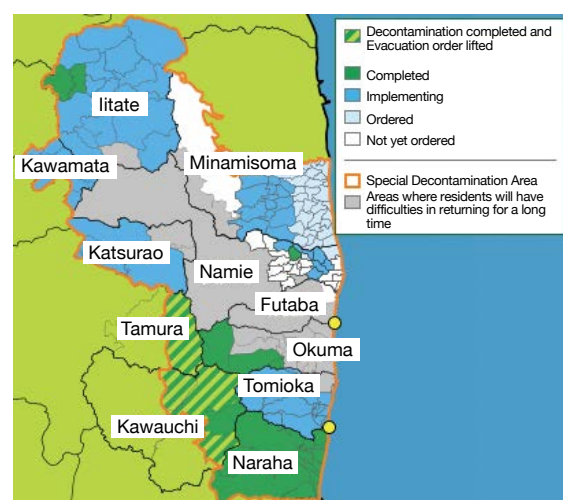 Iitate
Kawamata
Minamisoma
Katsurao
Namie
Futaba
Tamura
Okuma
Tomioka
Kawauchi
Naraha
Decontamination completed and
Evacuation order lifted
Completed
Implementing
Ordered
Not yet ordered
Special Decontamination Area
Areas where residents will have
difficulties in returning for a long
time